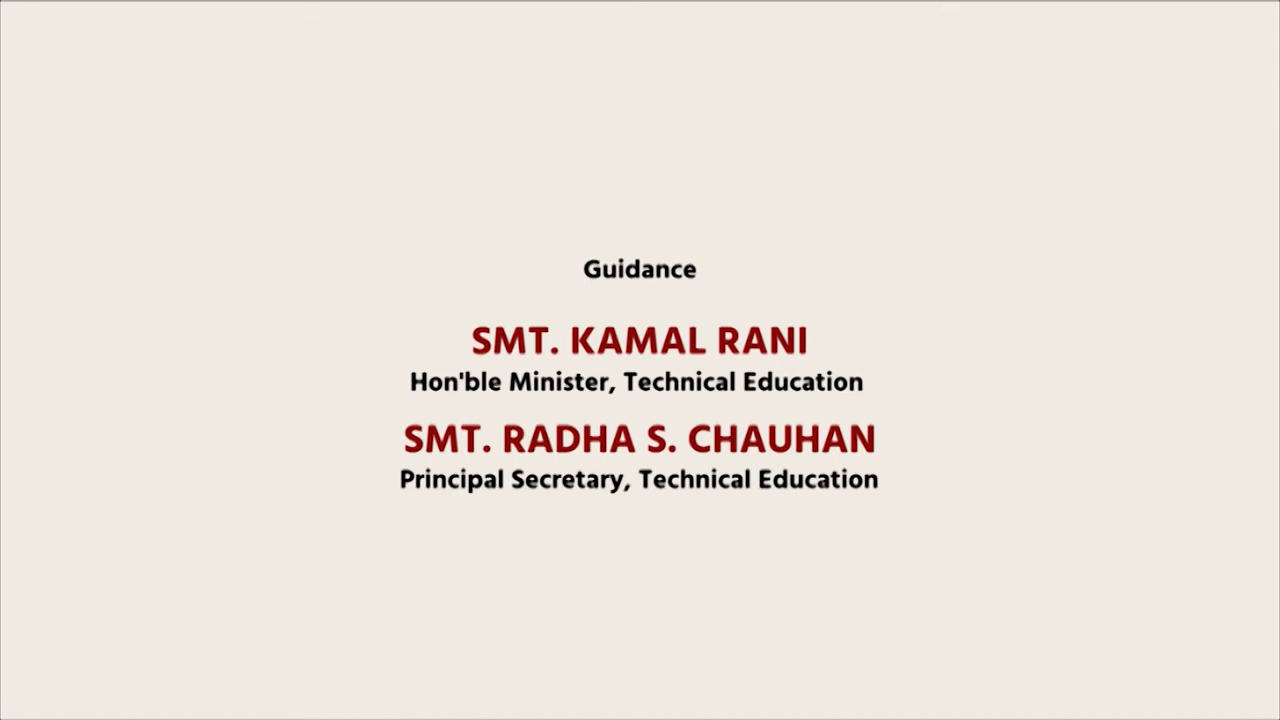 Guidance
SMT. KAMAL RANI
Hon'ble Minister, Technical Education
SMT. RADHA S. CHAUHAN
Principal Secretary, Technical Education